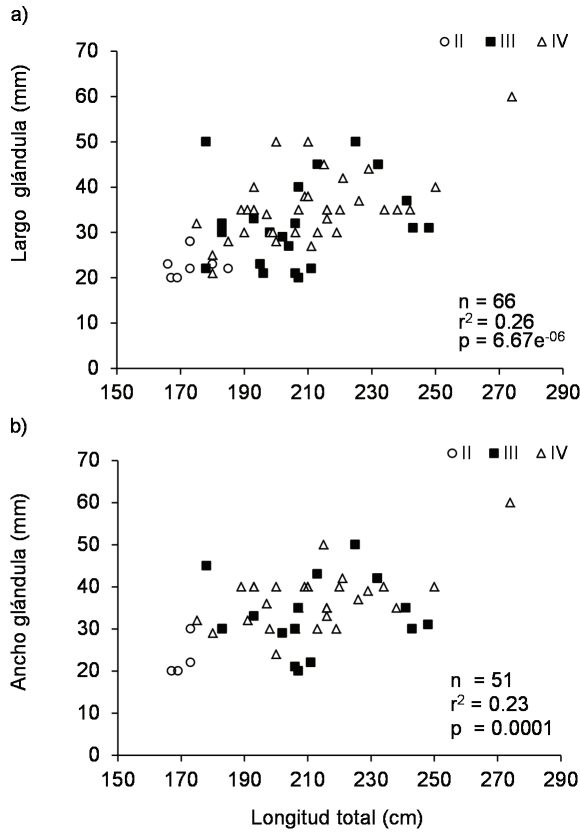 a)
II III IV
Largo glándula (mm)
70
60
50
40
30
20
10
0
n = 66
r² = 0.26
p = 6.67e⁻⁰⁶
150 170 190 210 230 250 270 290
b)
II III IV
Ancho glándula (mm)
70
60
50
40
30
20
10
0
n = 51
r² = 0.23
p = 0.0001
150 170 190 210 230 250 270 290
Longitud total (cm)